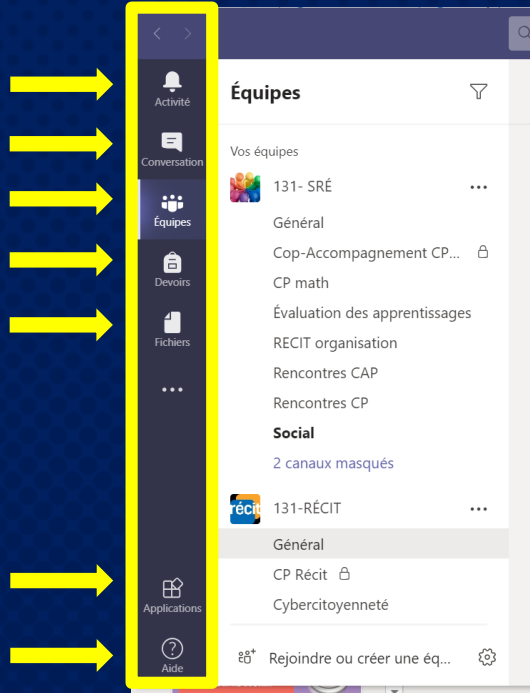 Activité
Conversation
Équipes
Devoirs
Fichiers
Applications
Aide
Équipes
Vos équipes
131- SRÉ
Général
Cop-Accompagnement CP...
CP math
Évaluation des apprentissages
RECIT organisation
Rencontres CAP
Rencontres CP
Social
2 canaux masqués
récit
131-RÉCIT
Général
CP Récit
Cybercitoyenneté
Rejoindre ou créer une éq...